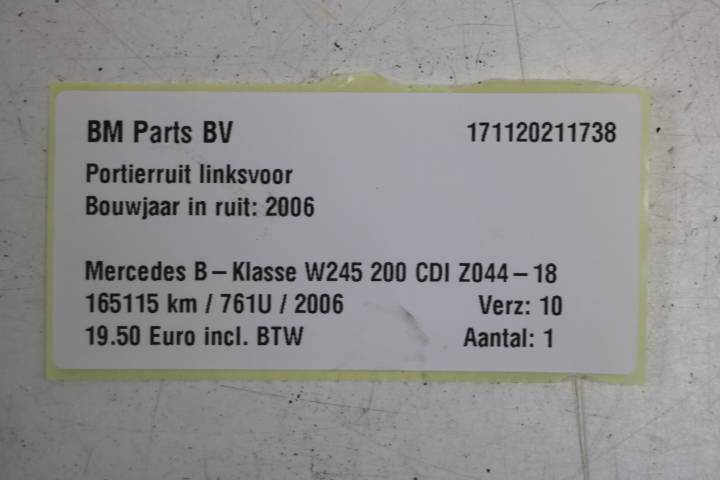 BM Parts BV 171120211738
Portierruit linksvoor
Bouwjaar in ruit: 2006
Mercedes B-Klasse W245 200 CDI Z044-18
165115 km / 761U / 2006 Verz: 10
19.50 Euro incl. BTW Aantal: 1